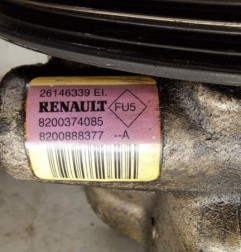 26146339 EI.
RENAULT FU5
8200374085
8200888377 --A